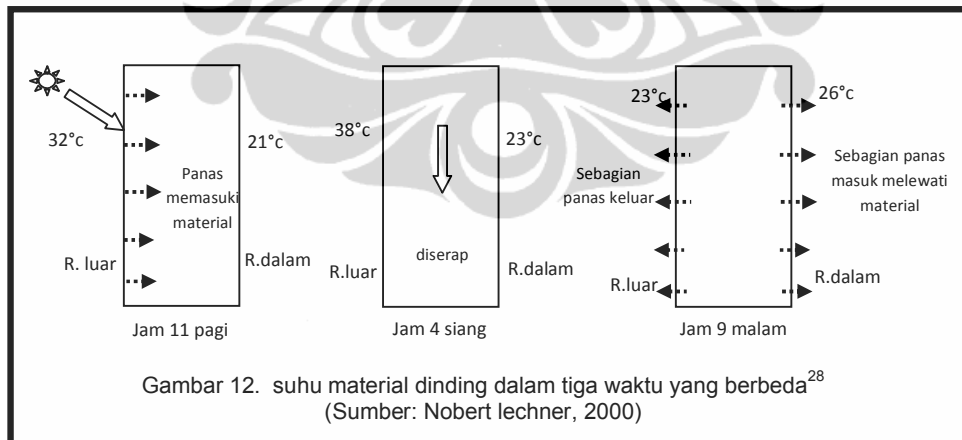 32°c
21°c
Panas
memasuki
material
R. luar
R.dalam
Jam 11 pagi
38°c
23°c
diserap
R.luar
R.dalam
Jam 4 siang
23°c
26°c
Sebagian
panas keluar
Sebagian panas
masuk melewati
material
R.luar
R.dalam
Jam 9 malam
Gambar 12. suhu material dinding dalam tiga waktu yang berbeda28
(Sumber: Nobert lechner, 2000)